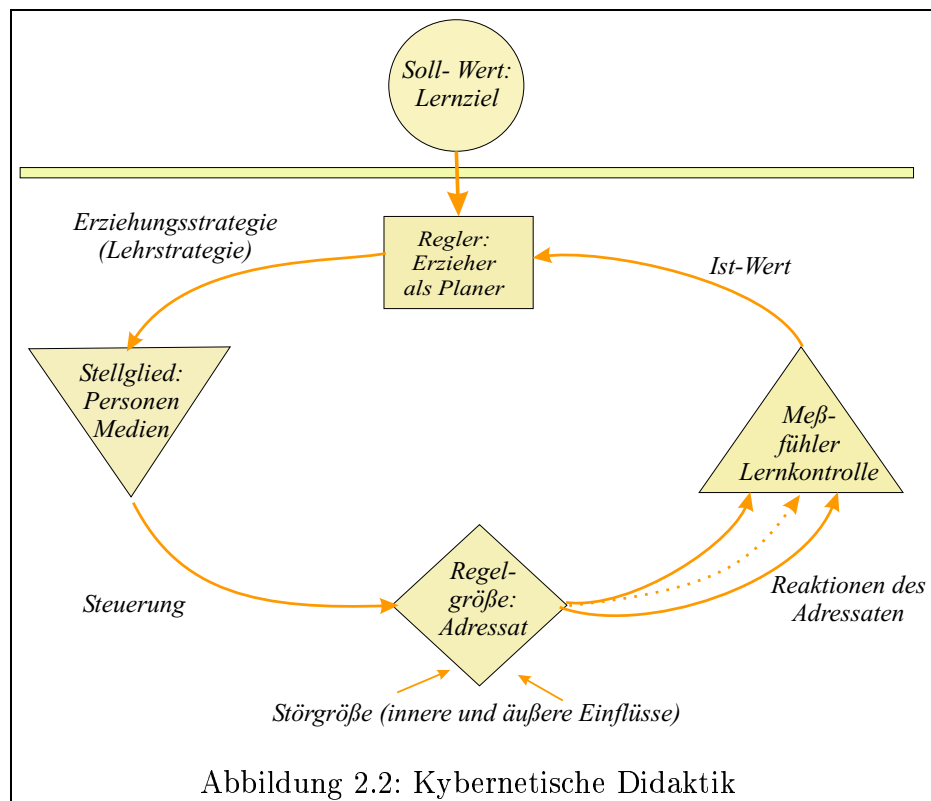 Soll- Wert:
Lernziel
Erziehungsstrategie
(Lehrstrategie)
Regler:
Erzieher
als Planer
Ist-Wert
Stellglied:
Personen
Medien
Meß-
fühler
Lernkontrolle
Steuerung
Regel-
größe:
Adressat
Reaktionen des
Adressaten
Störgröße (innere und äußere Einflüsse)
Abbildung 2.2: Kybernetische Didaktik